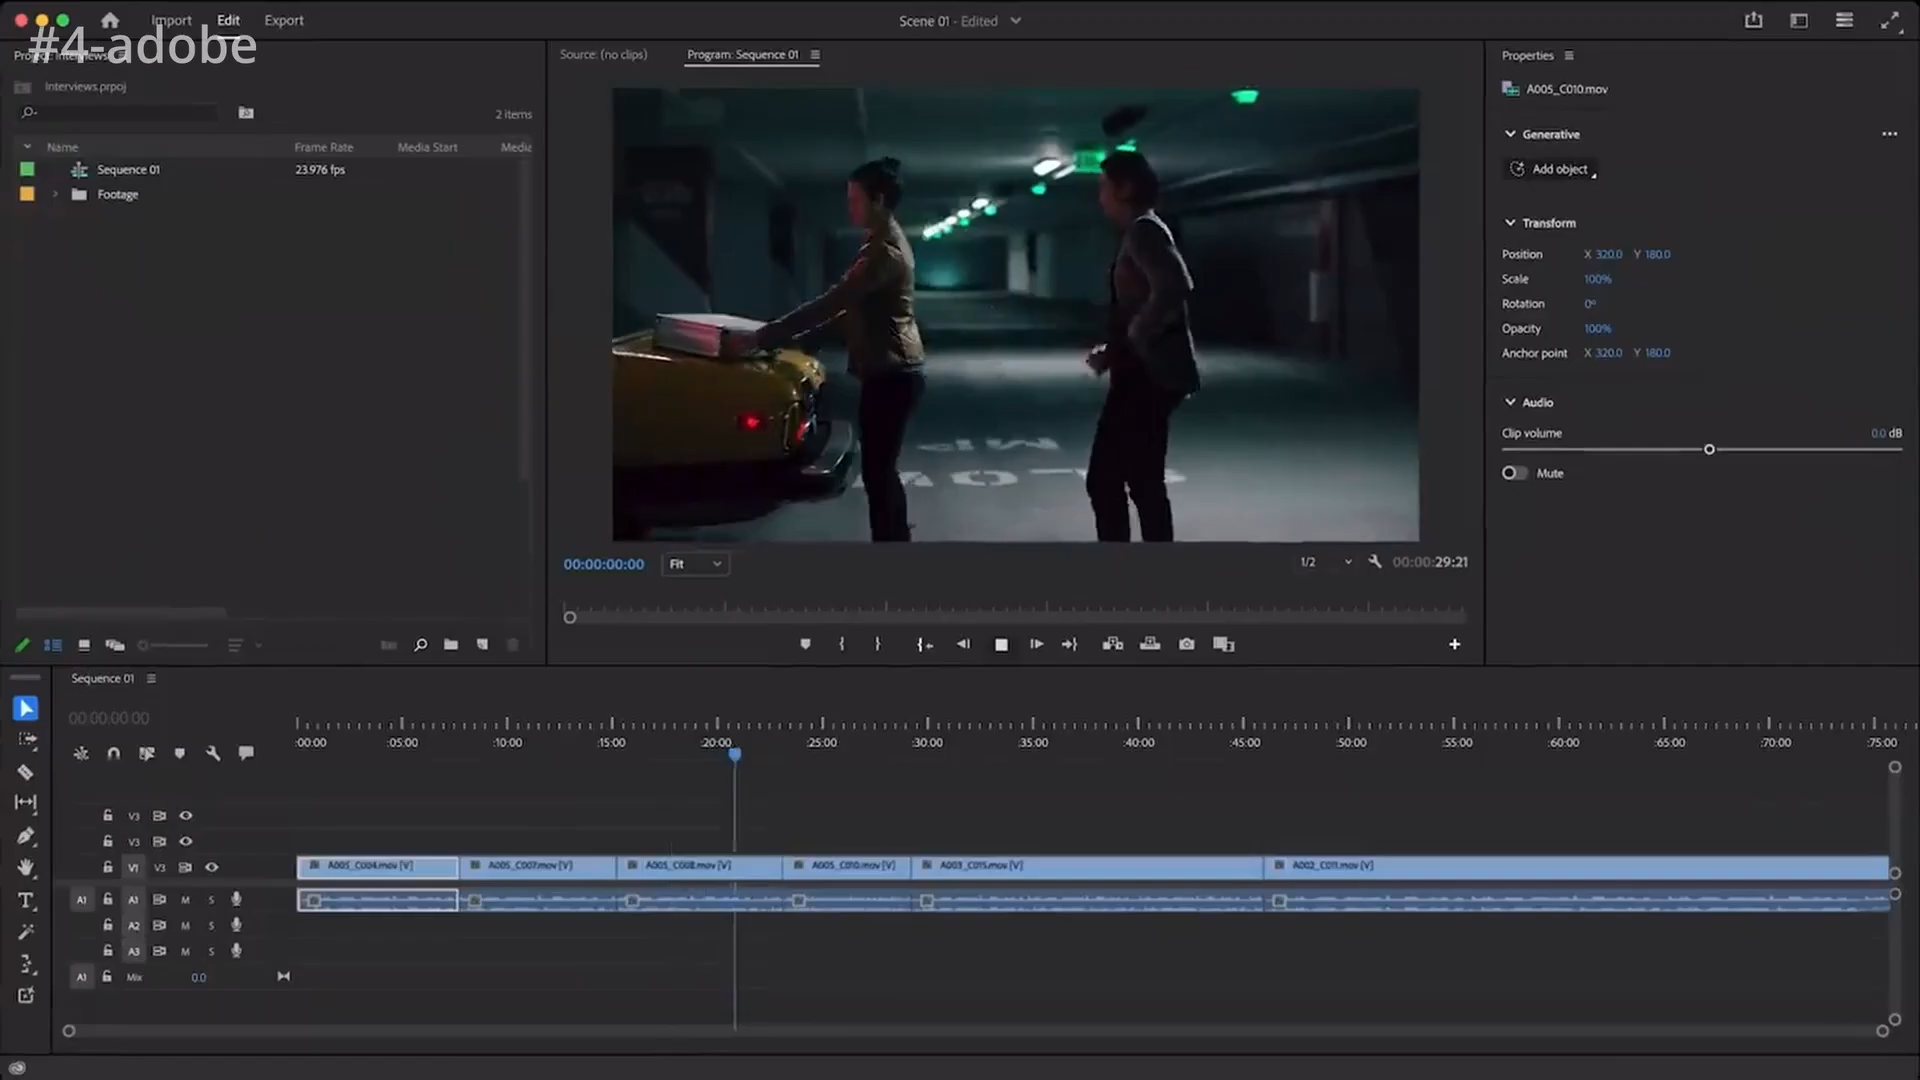 Import
Edit
Export
Scene 01 - Edited
#4-adobe
Project: Interviews
Interviews.prpoj
2 items
Name
Frame Rate
Media Start
Media
Sequence 01
23.976 fps
Footage
Source: (no clips)
Program: Sequence 01
MP
SLOW
00:00:00:00
Fit
1/2
00:00:29:21
Properties
A005_C010.mov
Generative
Add object
Transform
Position X 320.0 Y 180.0
Scale 100%
Rotation 0º
Opacity 100%
Anchor point X 320.0 Y 180.0
Audio
Clip volume 0.0 dB
Mute
Sequence 01
00:00:00:00
:00:00 :05:00 :10:00 :15:00 :20:00 :25:00 :30:00 :35:00 :40:00 :45:00 :50:00 :55:00 :60:00 :65:00 :70:00 :75:00
V3
V3
V1 V3
A005_C004.mov [V] A005_C007.mov [V] A005_C008.mov [V] A005_C010.mov [V] A003_C015.mov [V] A002_C011.mov [V]
A1 A1 M S
A2 M S
A3 M S
A1 Mix 0.0